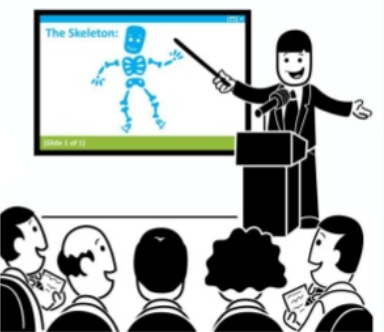 The Skeleton:
(Slide 1 of 1)